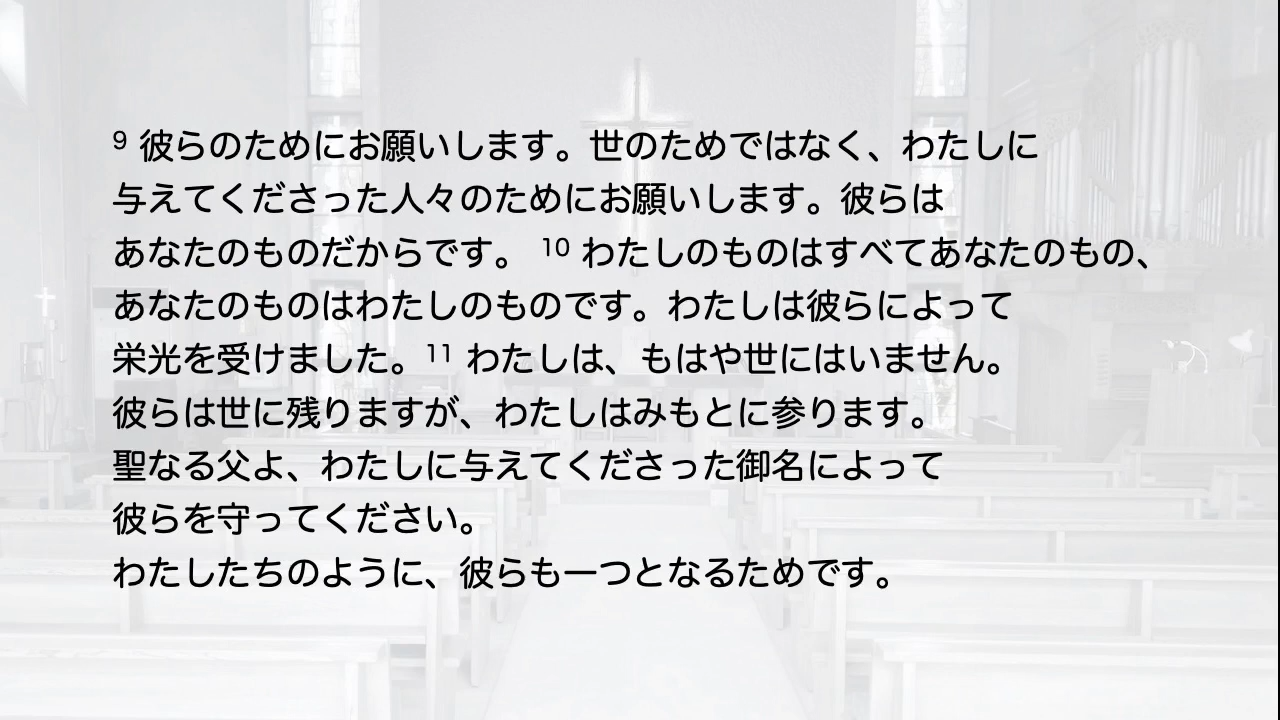 9 彼らのためにお願いします。世のためではなく、わたしに
与えてくださった人々のためにお願いします。彼らは
あなたのものだからです。 10 わたしのものはすべてあなたのもの、
あなたのものはわたしのものです。わたしは彼らによって
栄光を受けました。11 わたしは、もはや世にはいません。
彼らは世に残りますが、わたしはみもとに参ります。
聖なる父よ、わたしに与えてくださった御名によって
彼らを守ってください。
わたしたちのように、彼らも一つとなるためです。